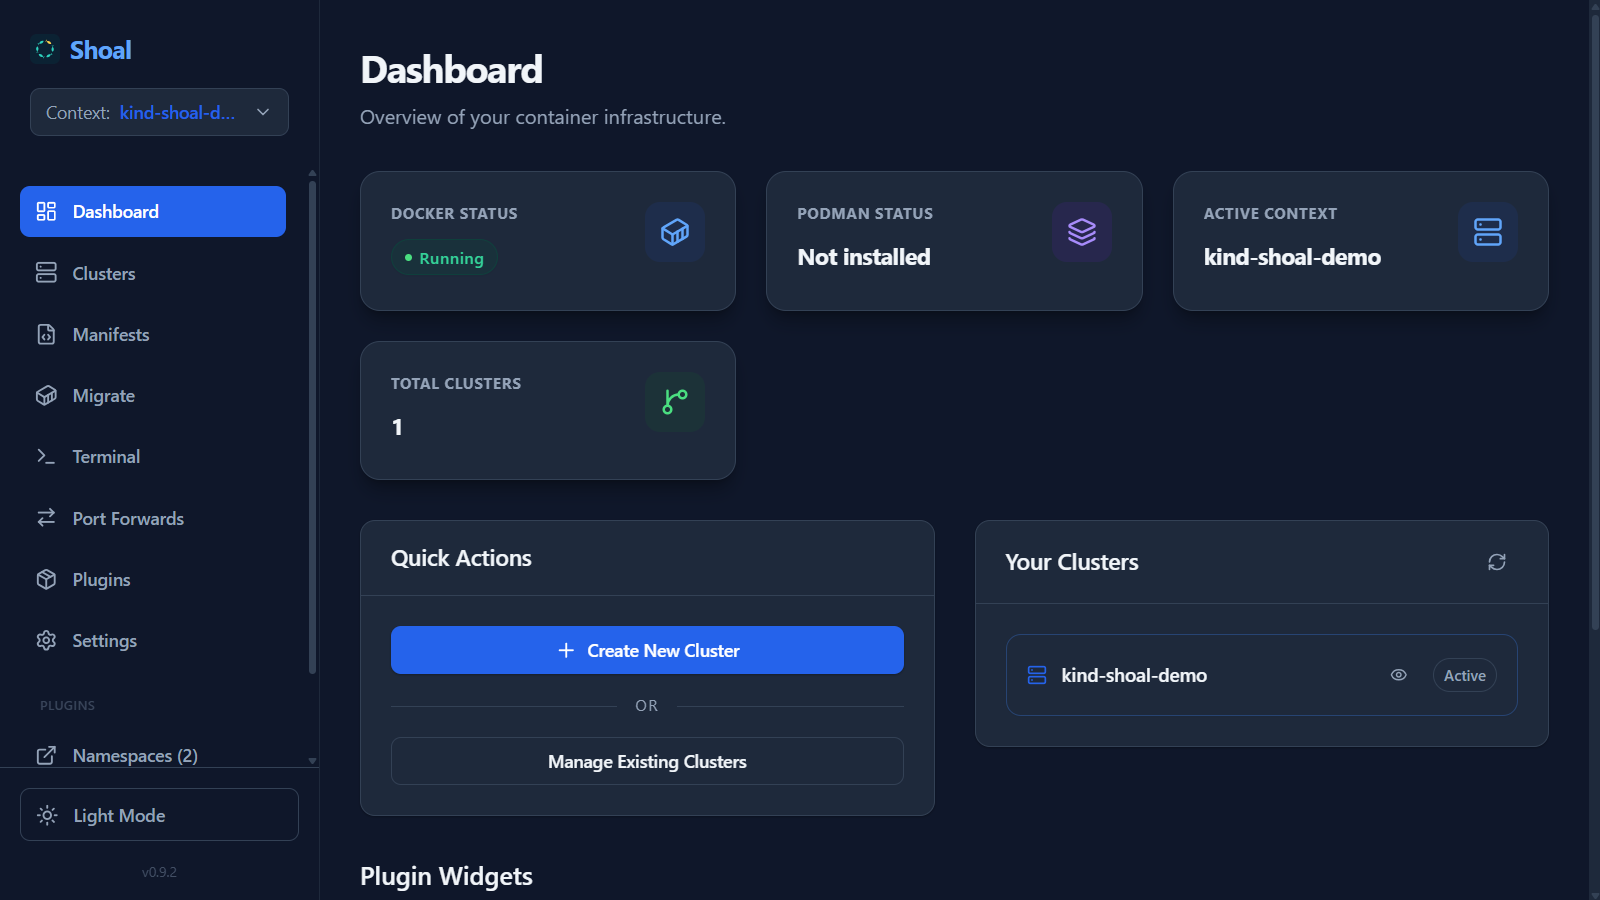 Shoal
Context: kind-shoal-d...
Dashboard
Clusters
Manifests
Migrate
Terminal
Port Forwards
Plugins
Settings
PLUGINS
Namespaces (2)
Light Mode
v0.9.2
Dashboard
Overview of your container infrastructure.
DOCKER STATUS
Running
PODMAN STATUS
Not installed
ACTIVE CONTEXT
kind-shoal-demo
TOTAL CLUSTERS
1
Quick Actions
Create New Cluster
OR
Manage Existing Clusters
Your Clusters
kind-shoal-demo
Active
Plugin Widgets